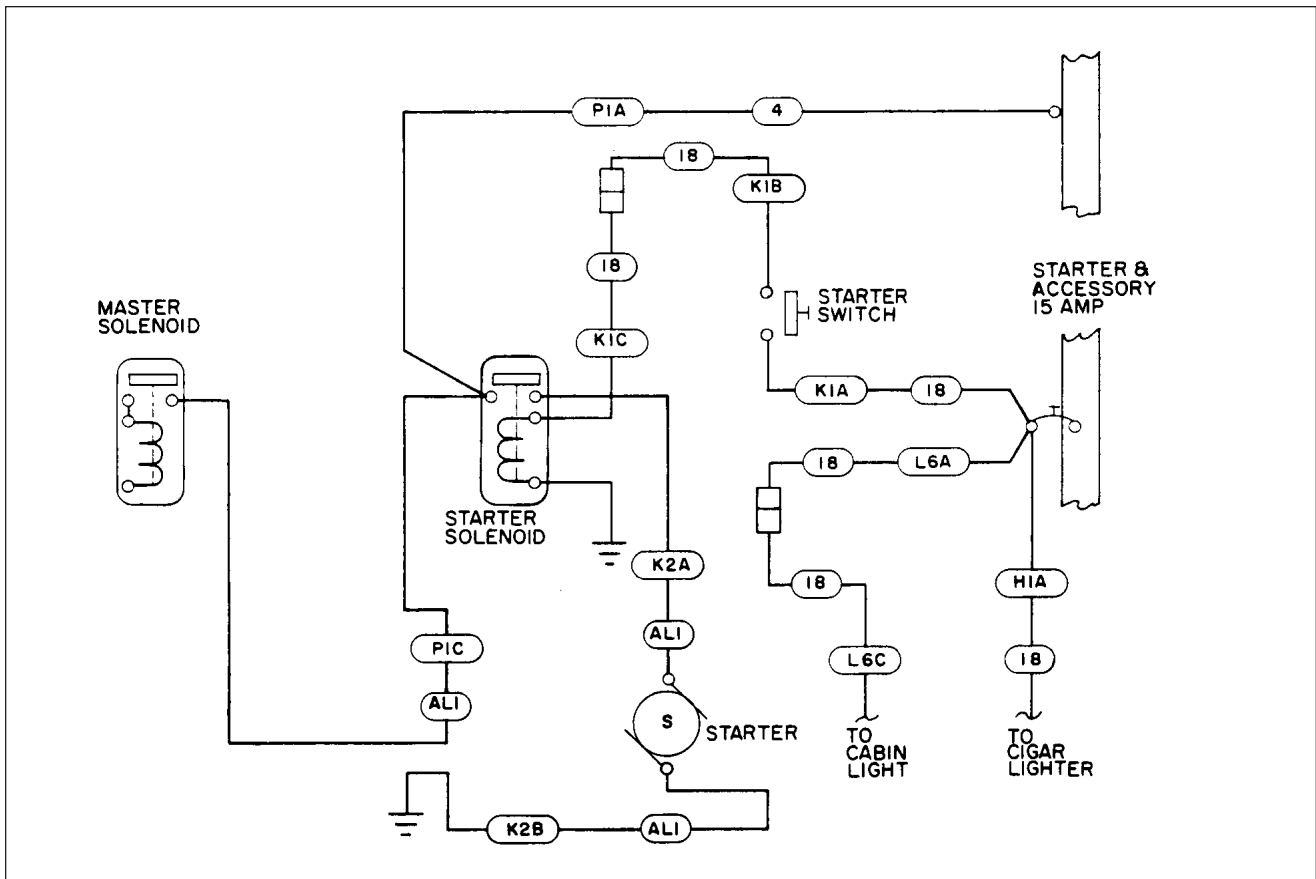 P1A
4
18
K1B
18
STARTER &
ACCESSORY
15 AMP
MASTER
SOLENOID
STARTER
SWITCH
K1C
K1A
18
18
L6A
STARTER
SOLENOID
K2A
18
H1A
AL1
P1C
L6C
18
AL1
S
STARTER
TO
CABIN
LIGHT
TO
CIGAR
LIGHTER
K2B
AL1